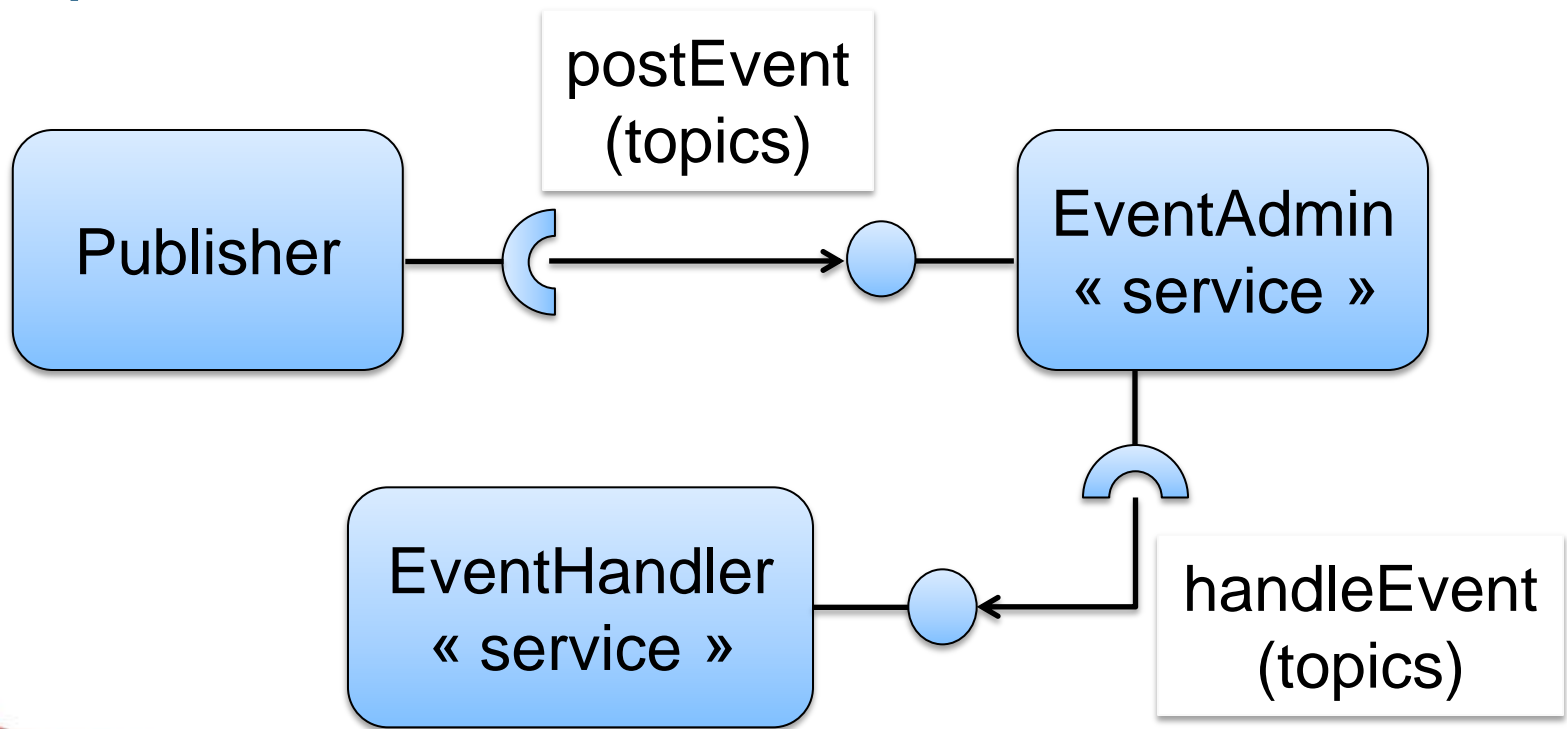 postEvent
(topics)
Publisher
EventAdmin
« service »
EventHandler
« service »
handleEvent
(topics)